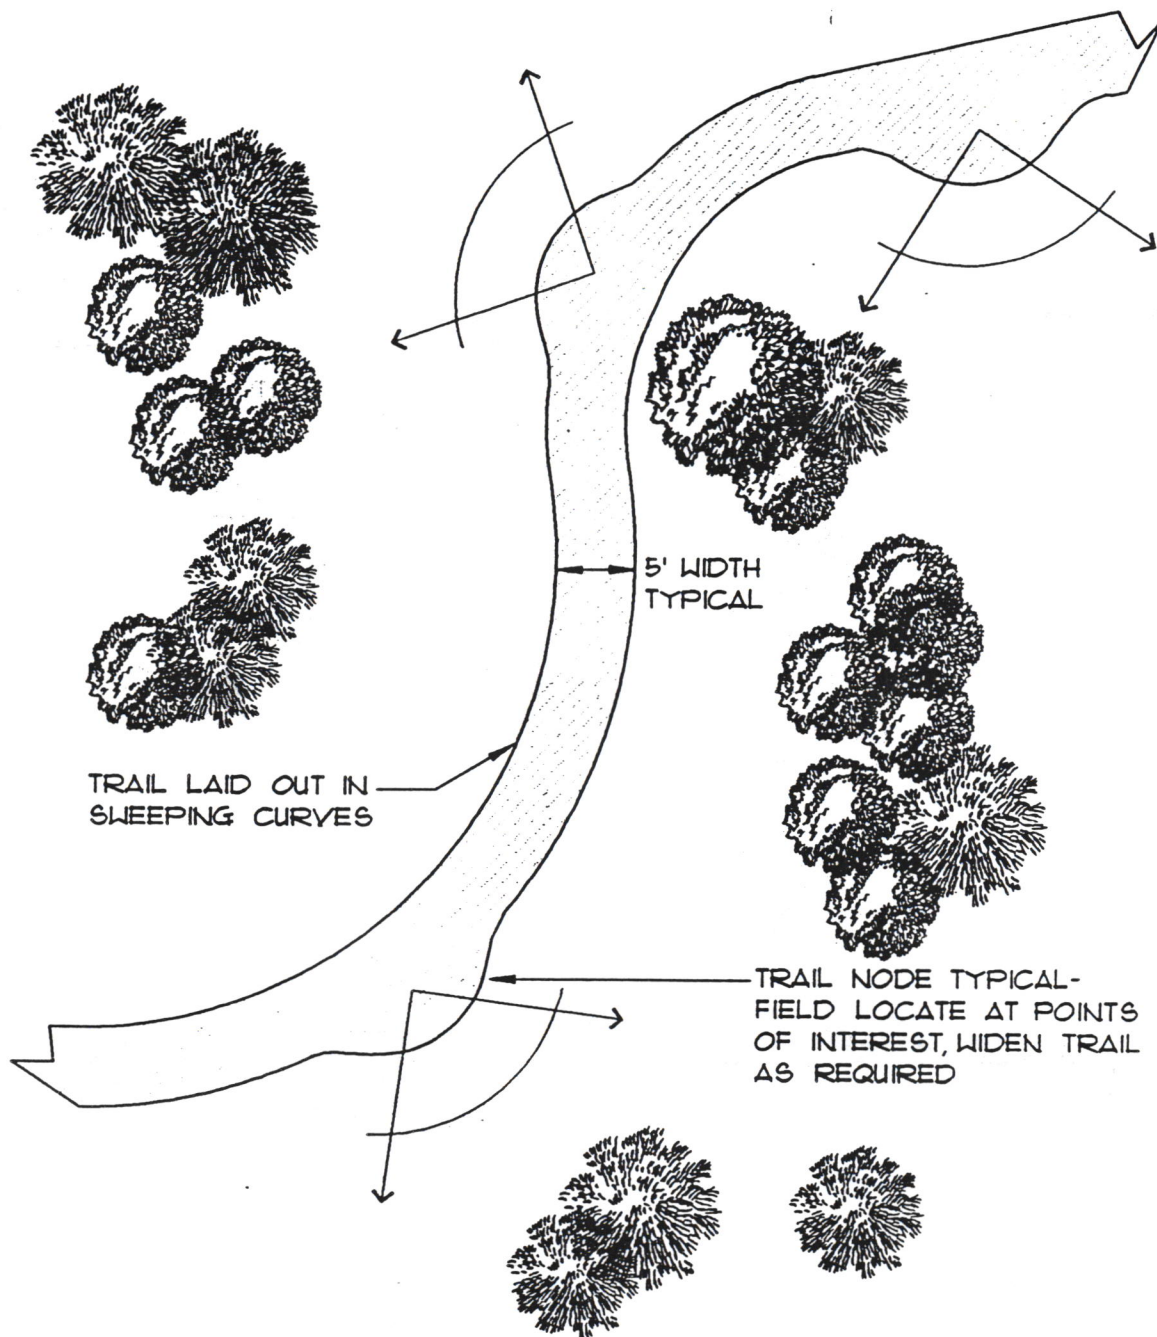 5' WIDTH
TYPICAL
TRAIL LAID OUT IN
SWEEPING CURVES
TRAIL NODE TYPICAL-
FIELD LOCATE AT POINTS
OF INTEREST, WIDEN TRAIL
AS REQUIRED